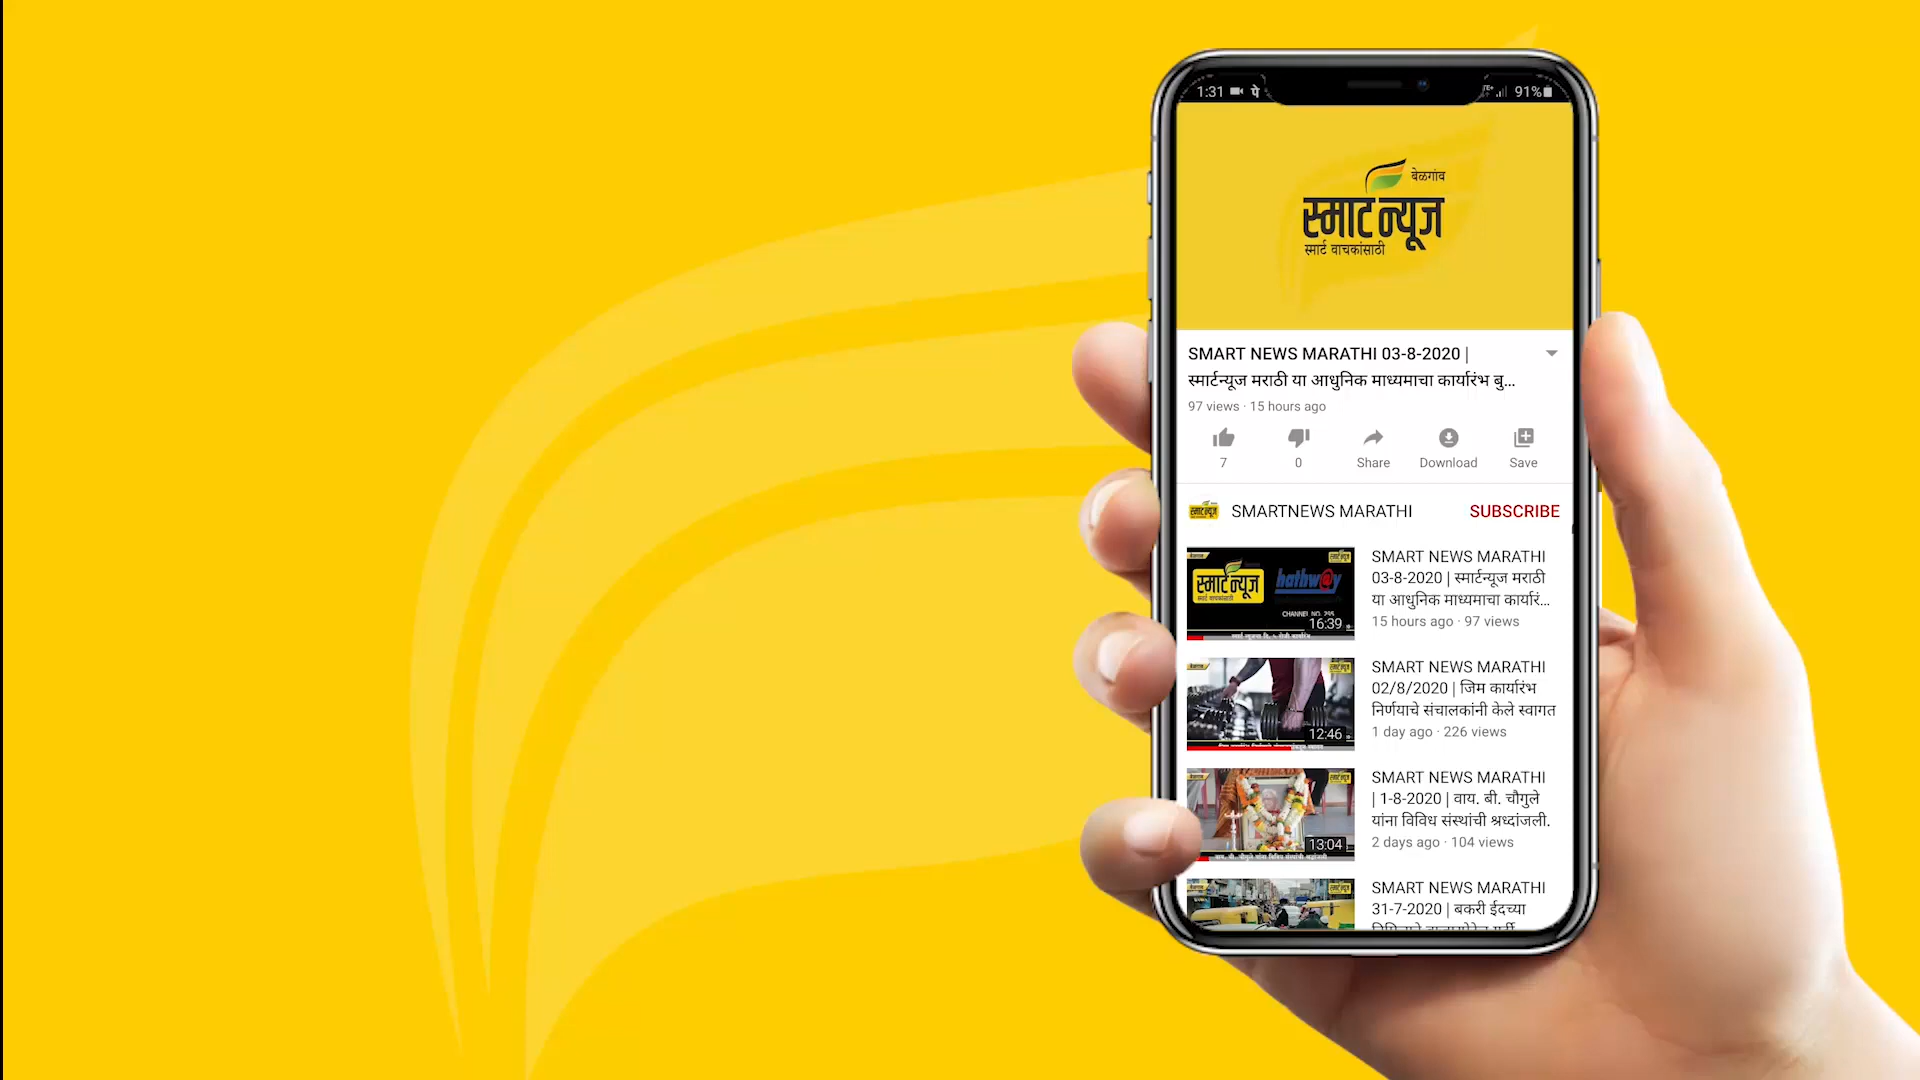 1:31 पे 91%
बेळगांव
स्मार्ट न्यूज
स्मार्ट वाचकांसाठी
SMART NEWS MARATHI 03-8-2020 |
स्मार्टन्यूज मराठी या आधुनिक माध्यमाचा कार्यारंभ बु...
97 views · 15 hours ago
7 0 Share Download Save
स्मार्ट न्यूज SMARTNEWS MARATHI SUBSCRIBE
स्मार्ट न्यूज hathw@y
CHANNEL NO. 295
16:39
SMART NEWS MARATHI
03-8-2020 | स्मार्टन्यूज मराठी
या आधुनिक माध्यमाचा कार्यारं...
15 hours ago · 97 views
12:46
SMART NEWS MARATHI
02/8/2020 | जिम कार्यारंभ
निर्णयाचे संचालकांनी केले स्वागत
1 day ago · 226 views
13:04
SMART NEWS MARATHI
| 1-8-2020 | वाय. बी. चौगुले
यांना विविध संस्थांची श्रध्दांजली.
2 days ago · 104 views
SMART NEWS MARATHI
31-7-2020 | बकरी ईदच्या